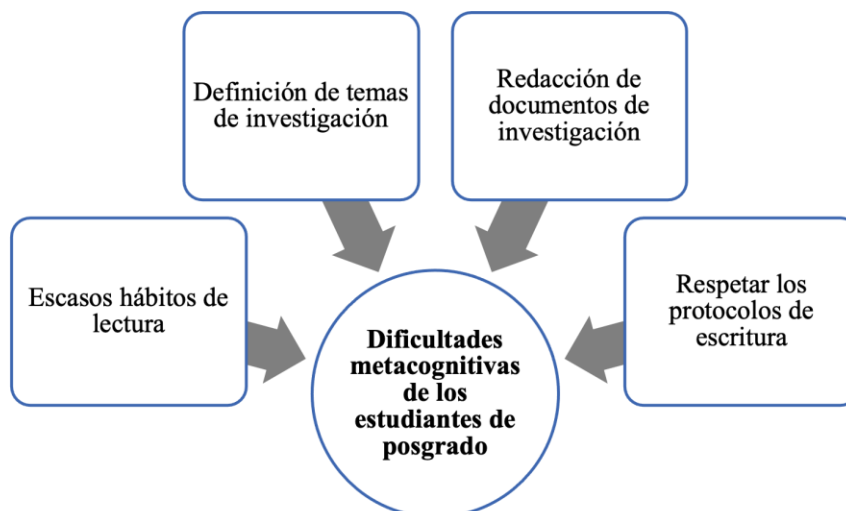 Definición de temas
de investigación
Redacción de
documentos de
investigación
Escasos hábitos de
lectura
Respetar los
protocolos de
escritura
Dificultades
metacognitivas
de los
estudiantes de
posgrado